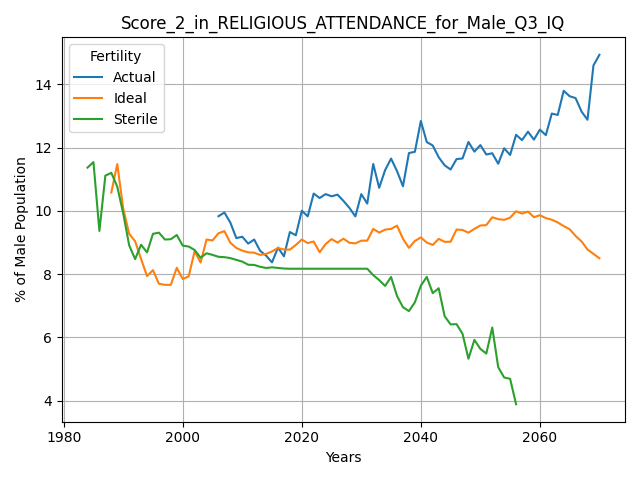 Score_2_in_RELIGIOUS_ATTENDANCE_for_Male_Q3_IQ
Fertility
Actual
Ideal
Sterile
% of Male Population
14
12
10
8
6
4
1980
2000
2020
2040
2060
Years